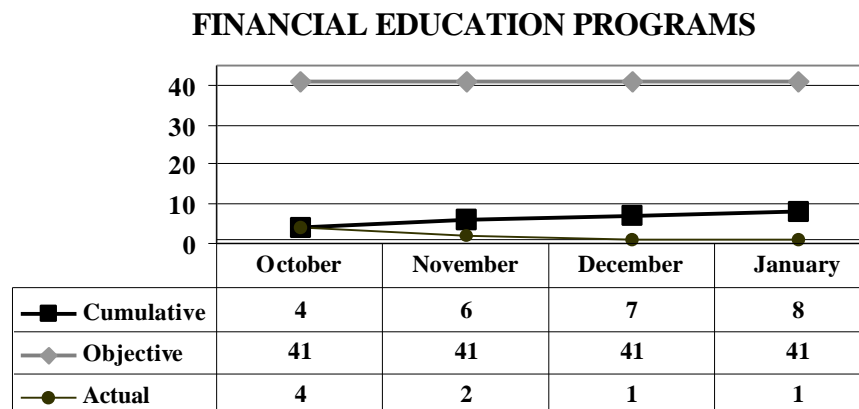 FINANCIAL EDUCATION PROGRAMS
40
30
20
10
0
October November December January
Cumulative 4 6 7 8
Objective 41 41 41 41
Actual 4 2 1 1